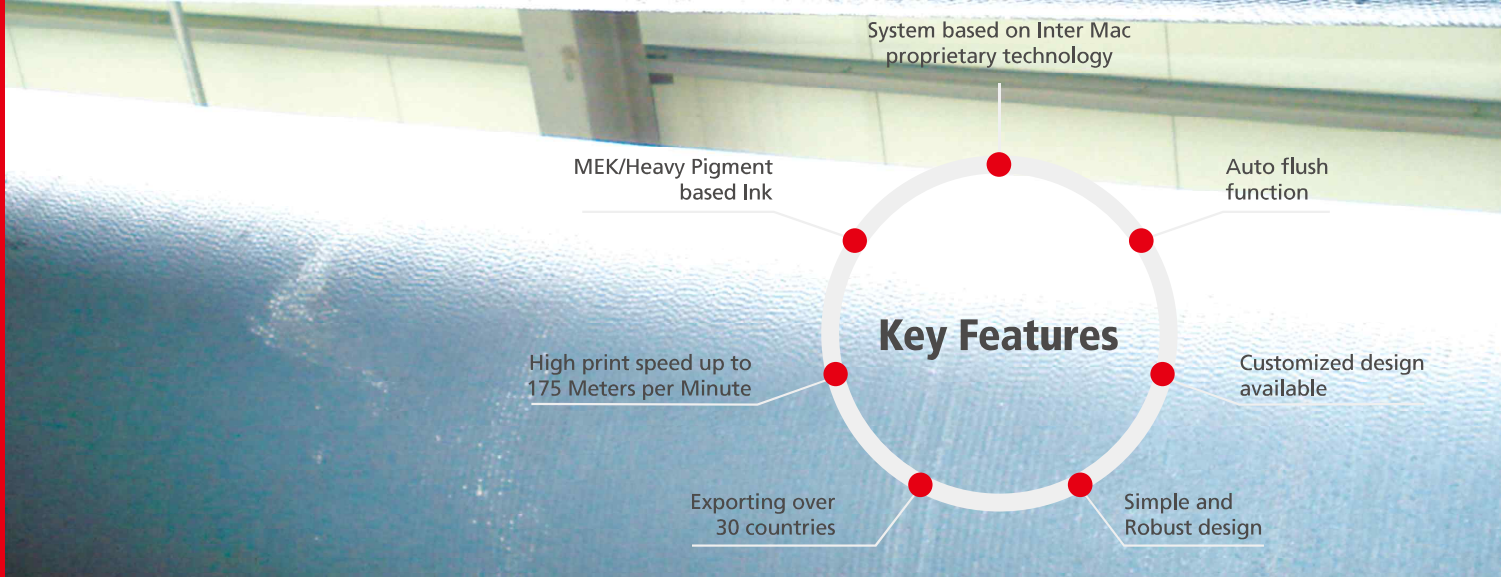 System based on Inter Mac
proprietary technology
MEK/Heavy Pigment
based Ink
Auto flush
function
Key Features
High print speed up to
175 Meters per Minute
Customized design
available
Exporting over
30 countries
Simple and
Robust design